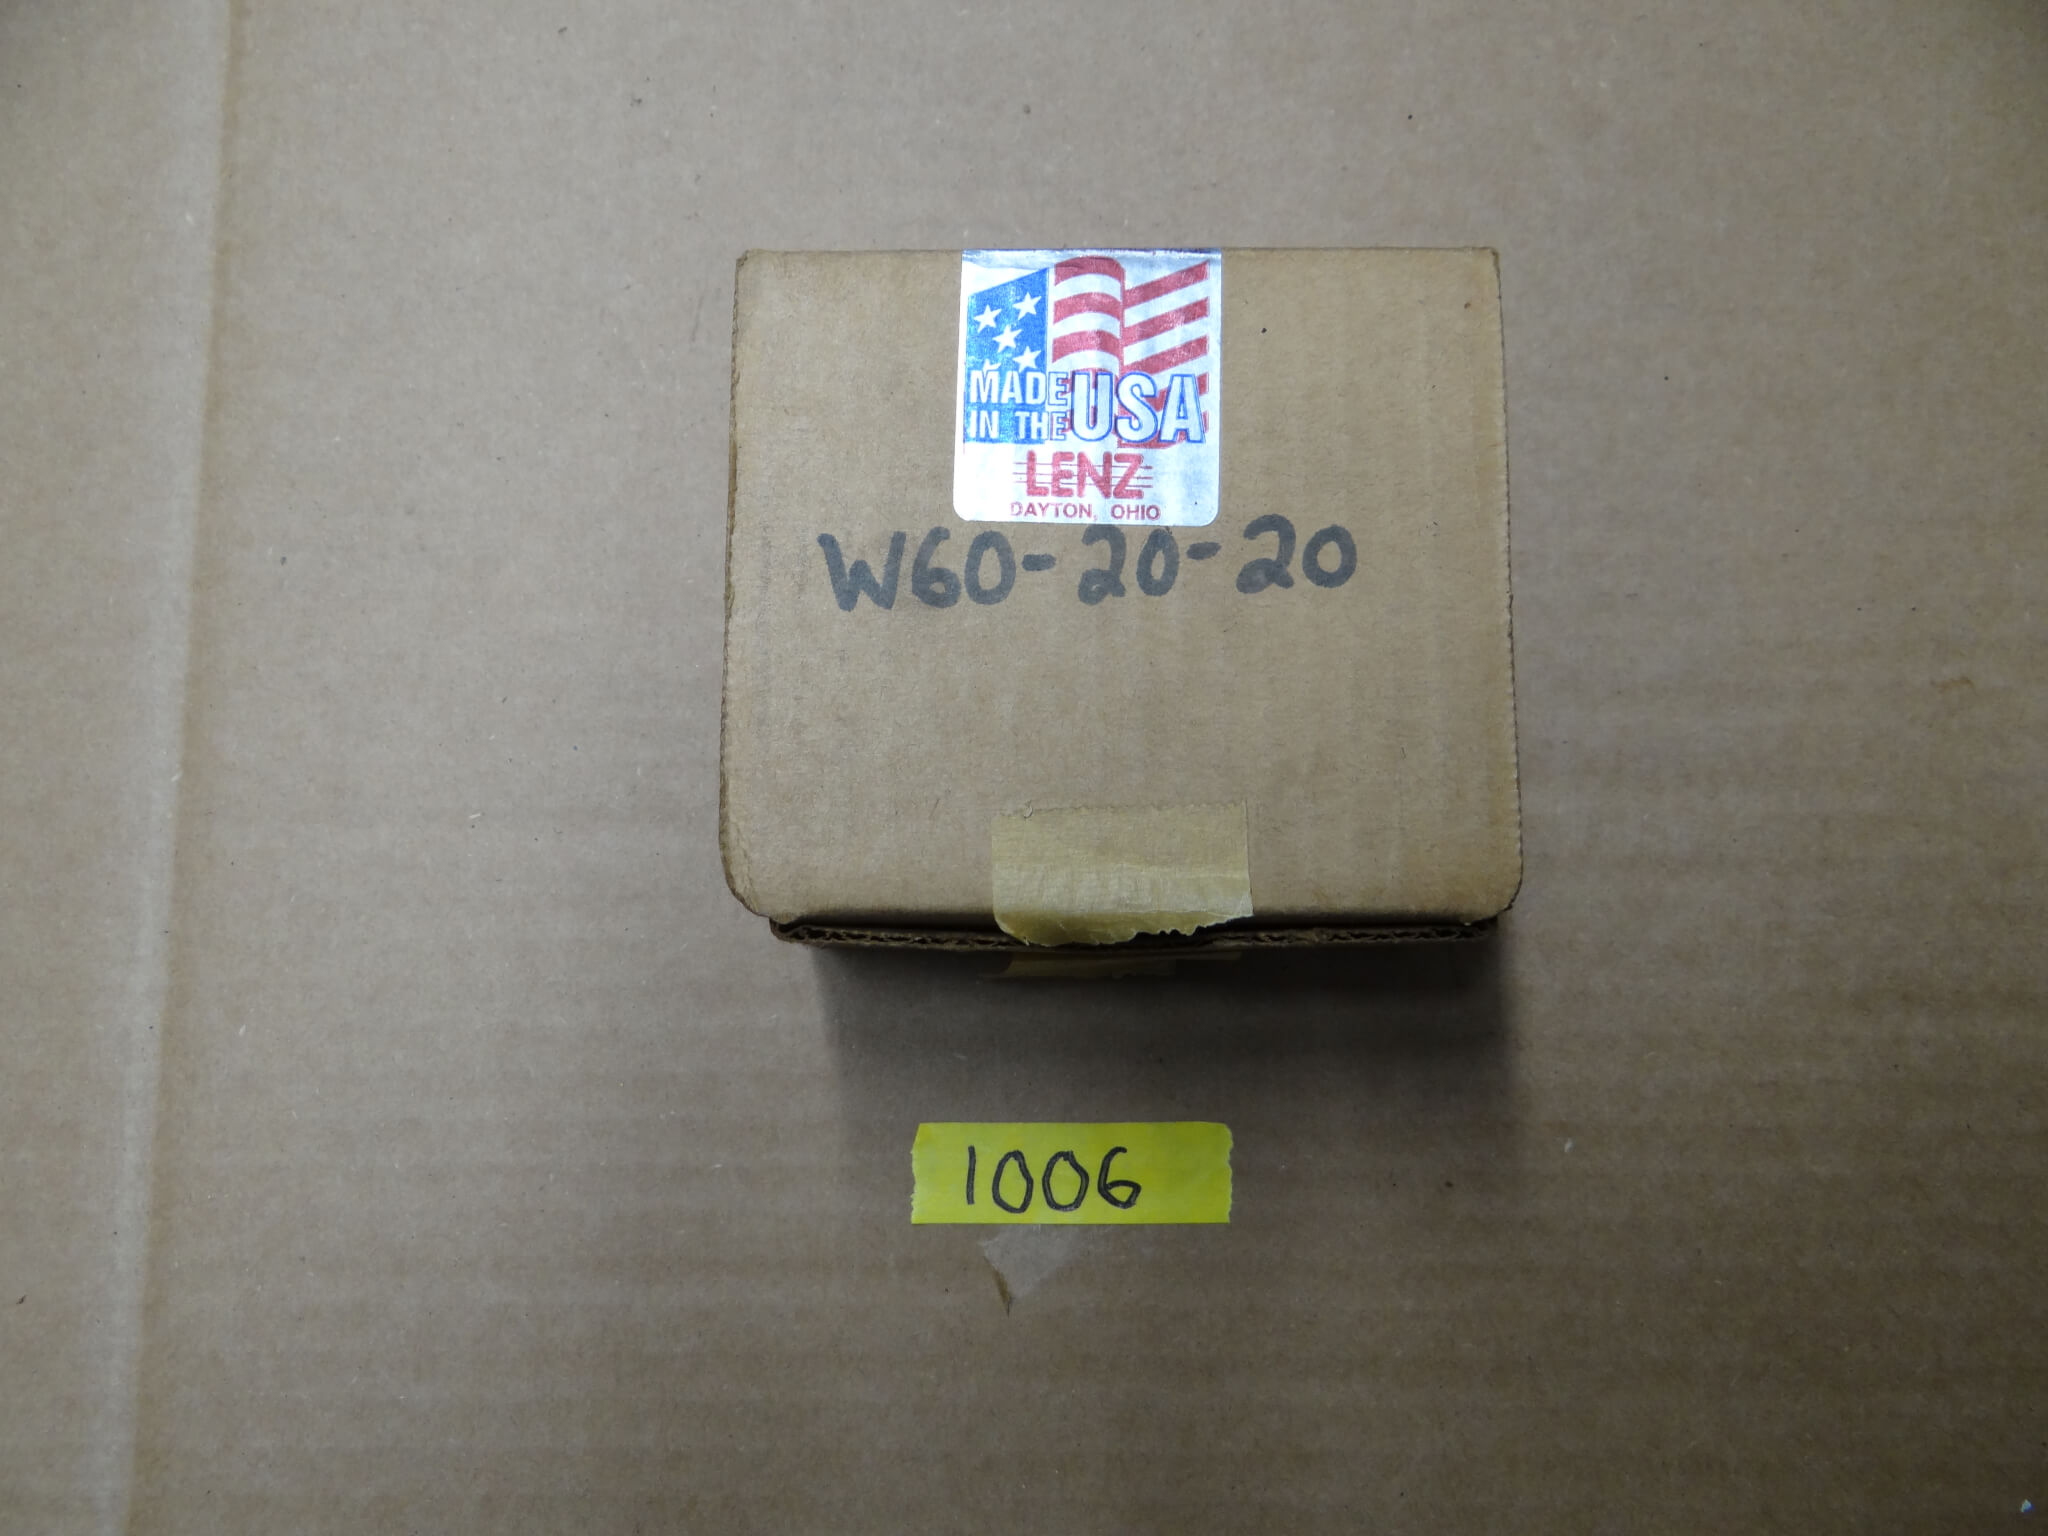 MADE
IN THE USA
LENZ
DAYTON, OHIO
W60-20-20
1006